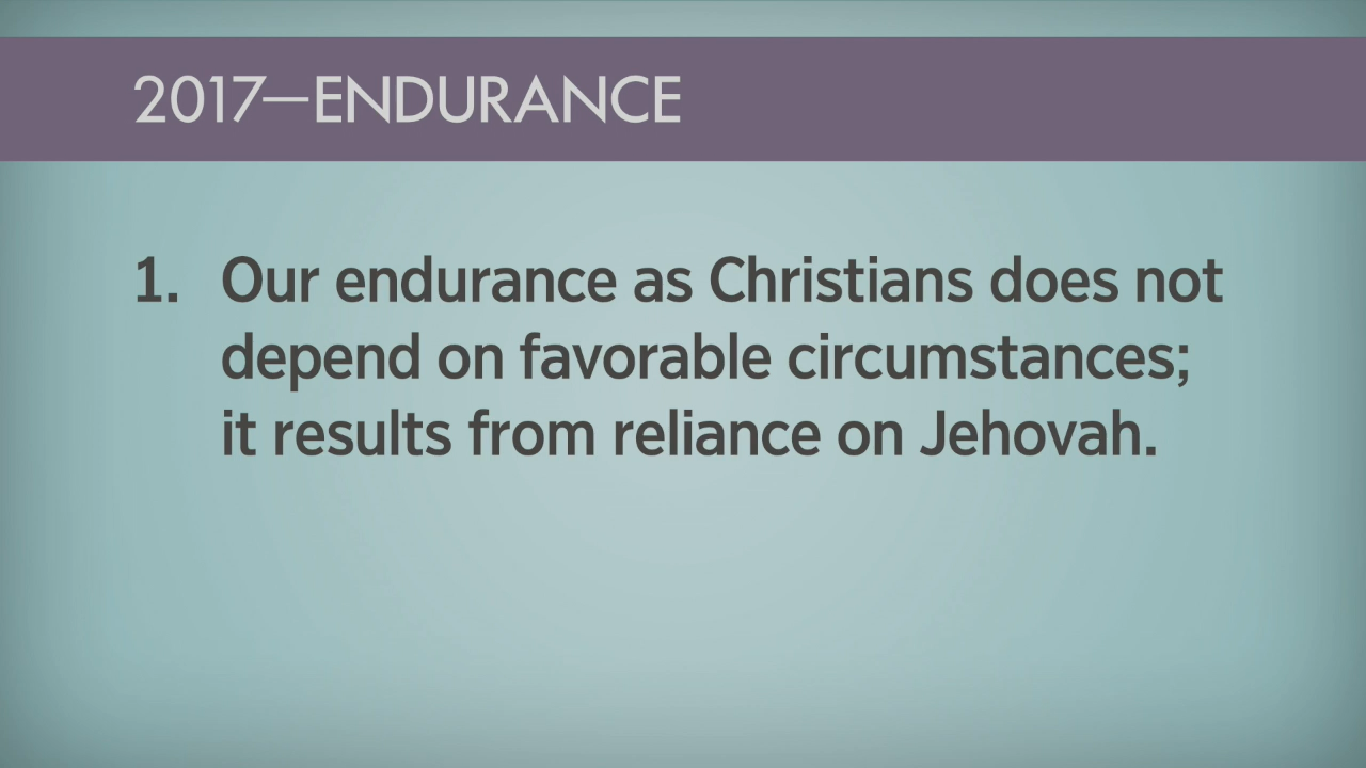 2017—ENDURANCE
1. Our endurance as Christians does not
depend on favorable circumstances;
it results from reliance on Jehovah.